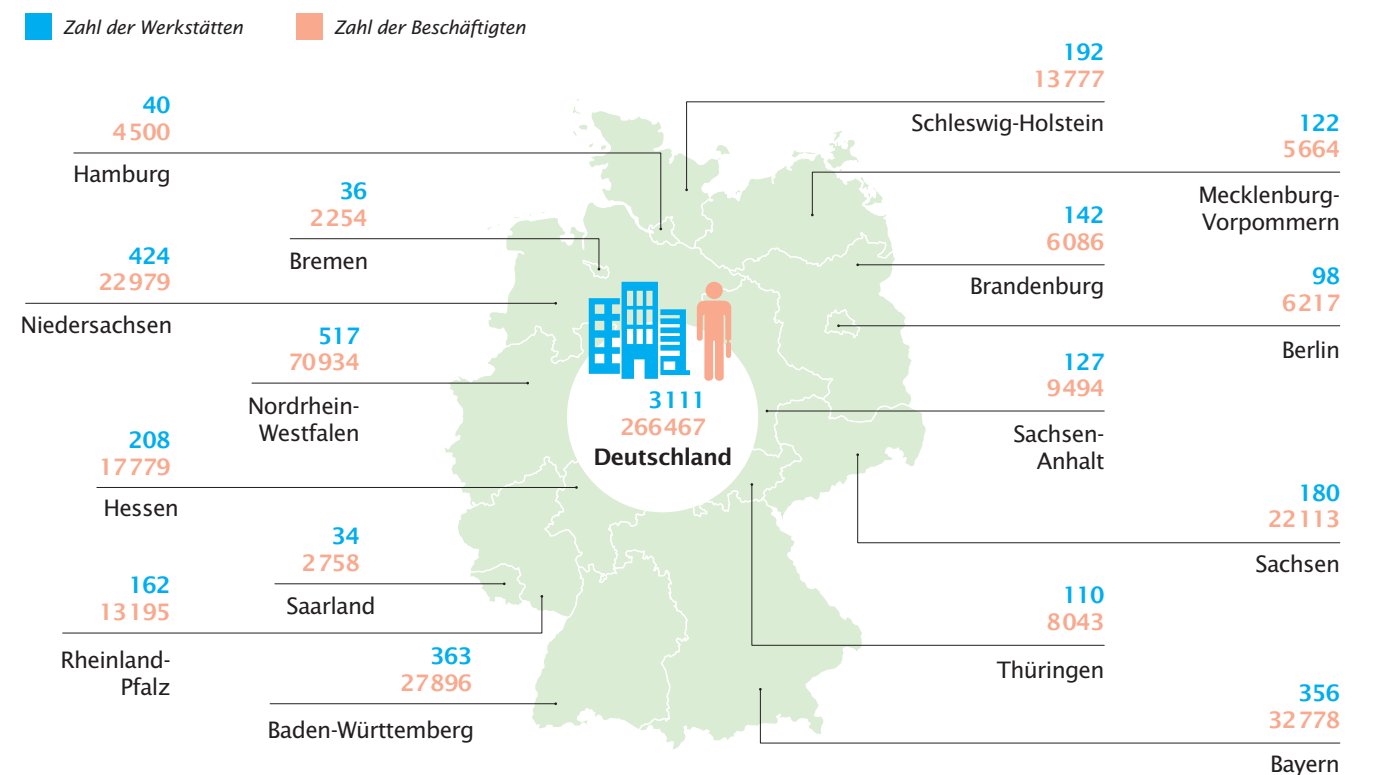 Zahl der Werkstätten
Zahl der Beschäftigten
40
4500
Hamburg
36
2254
Bremen
424
22979
Niedersachsen
517
70934
Nordrhein-
Westfalen
208
17779
Hessen
34
2758
Saarland
162
13195
Rheinland-
Pfalz
363
27896
Baden-Württemberg
3111
266467
Deutschland
192
13777
Schleswig-Holstein
122
5664
Mecklenburg-
Vorpommern
142
6086
Brandenburg
98
6217
Berlin
127
9494
Sachsen-
Anhalt
180
22113
Sachsen
110
8043
Thüringen
356
32778
Bayern